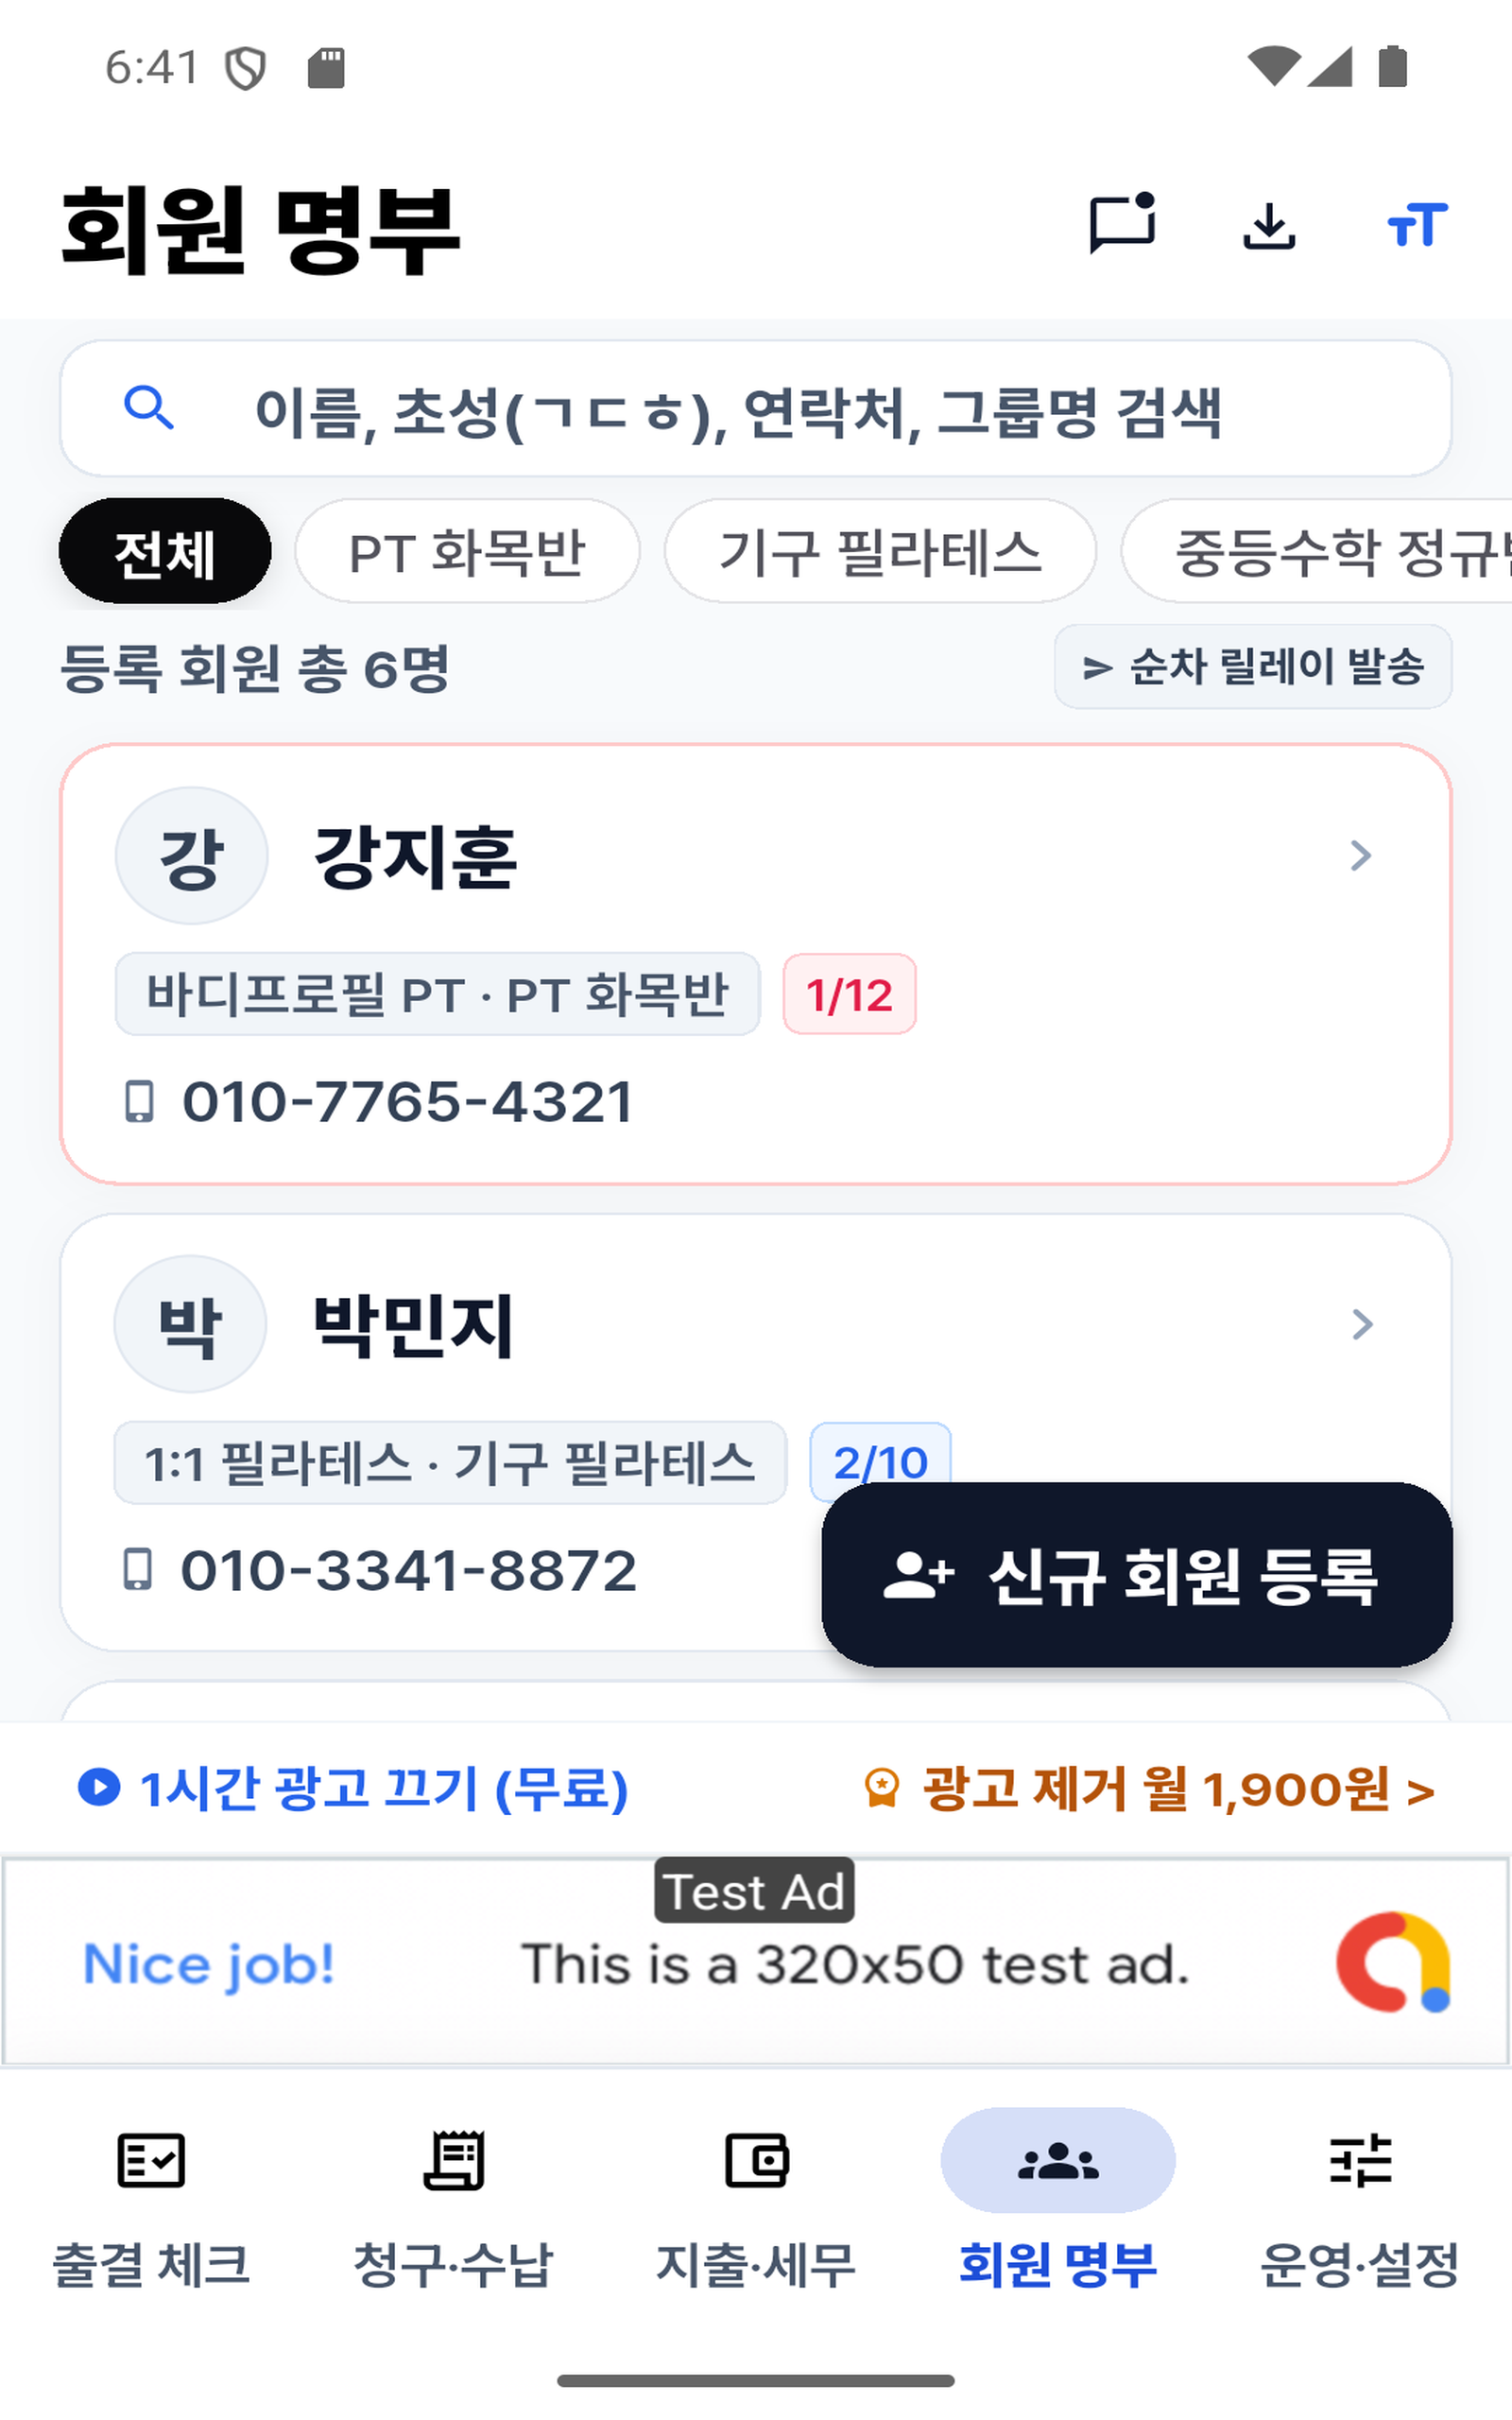 6:41
회원 명부
이름, 초성(ㄱㄷㅎ), 연락처, 그룹명 검색
전체 PT 화목반 기구 필라테스 중등수학 정규
등록 회원 총 6명 순차 릴레이 발송
강 강지훈
바디프로필 PT · PT 화목반 1/12
010-7765-4321
박 박민지
1:1 필라테스 · 기구 필라테스 2/10
010-3341-8872
신규 회원 등록
1시간 광고 끄기 (무료) 광고 제거 월 1,900원 >
Test Ad
Nice job! This is a 320x50 test ad.
출결 체크 청구·수납 지출·세무 회원 명부 운영·설정